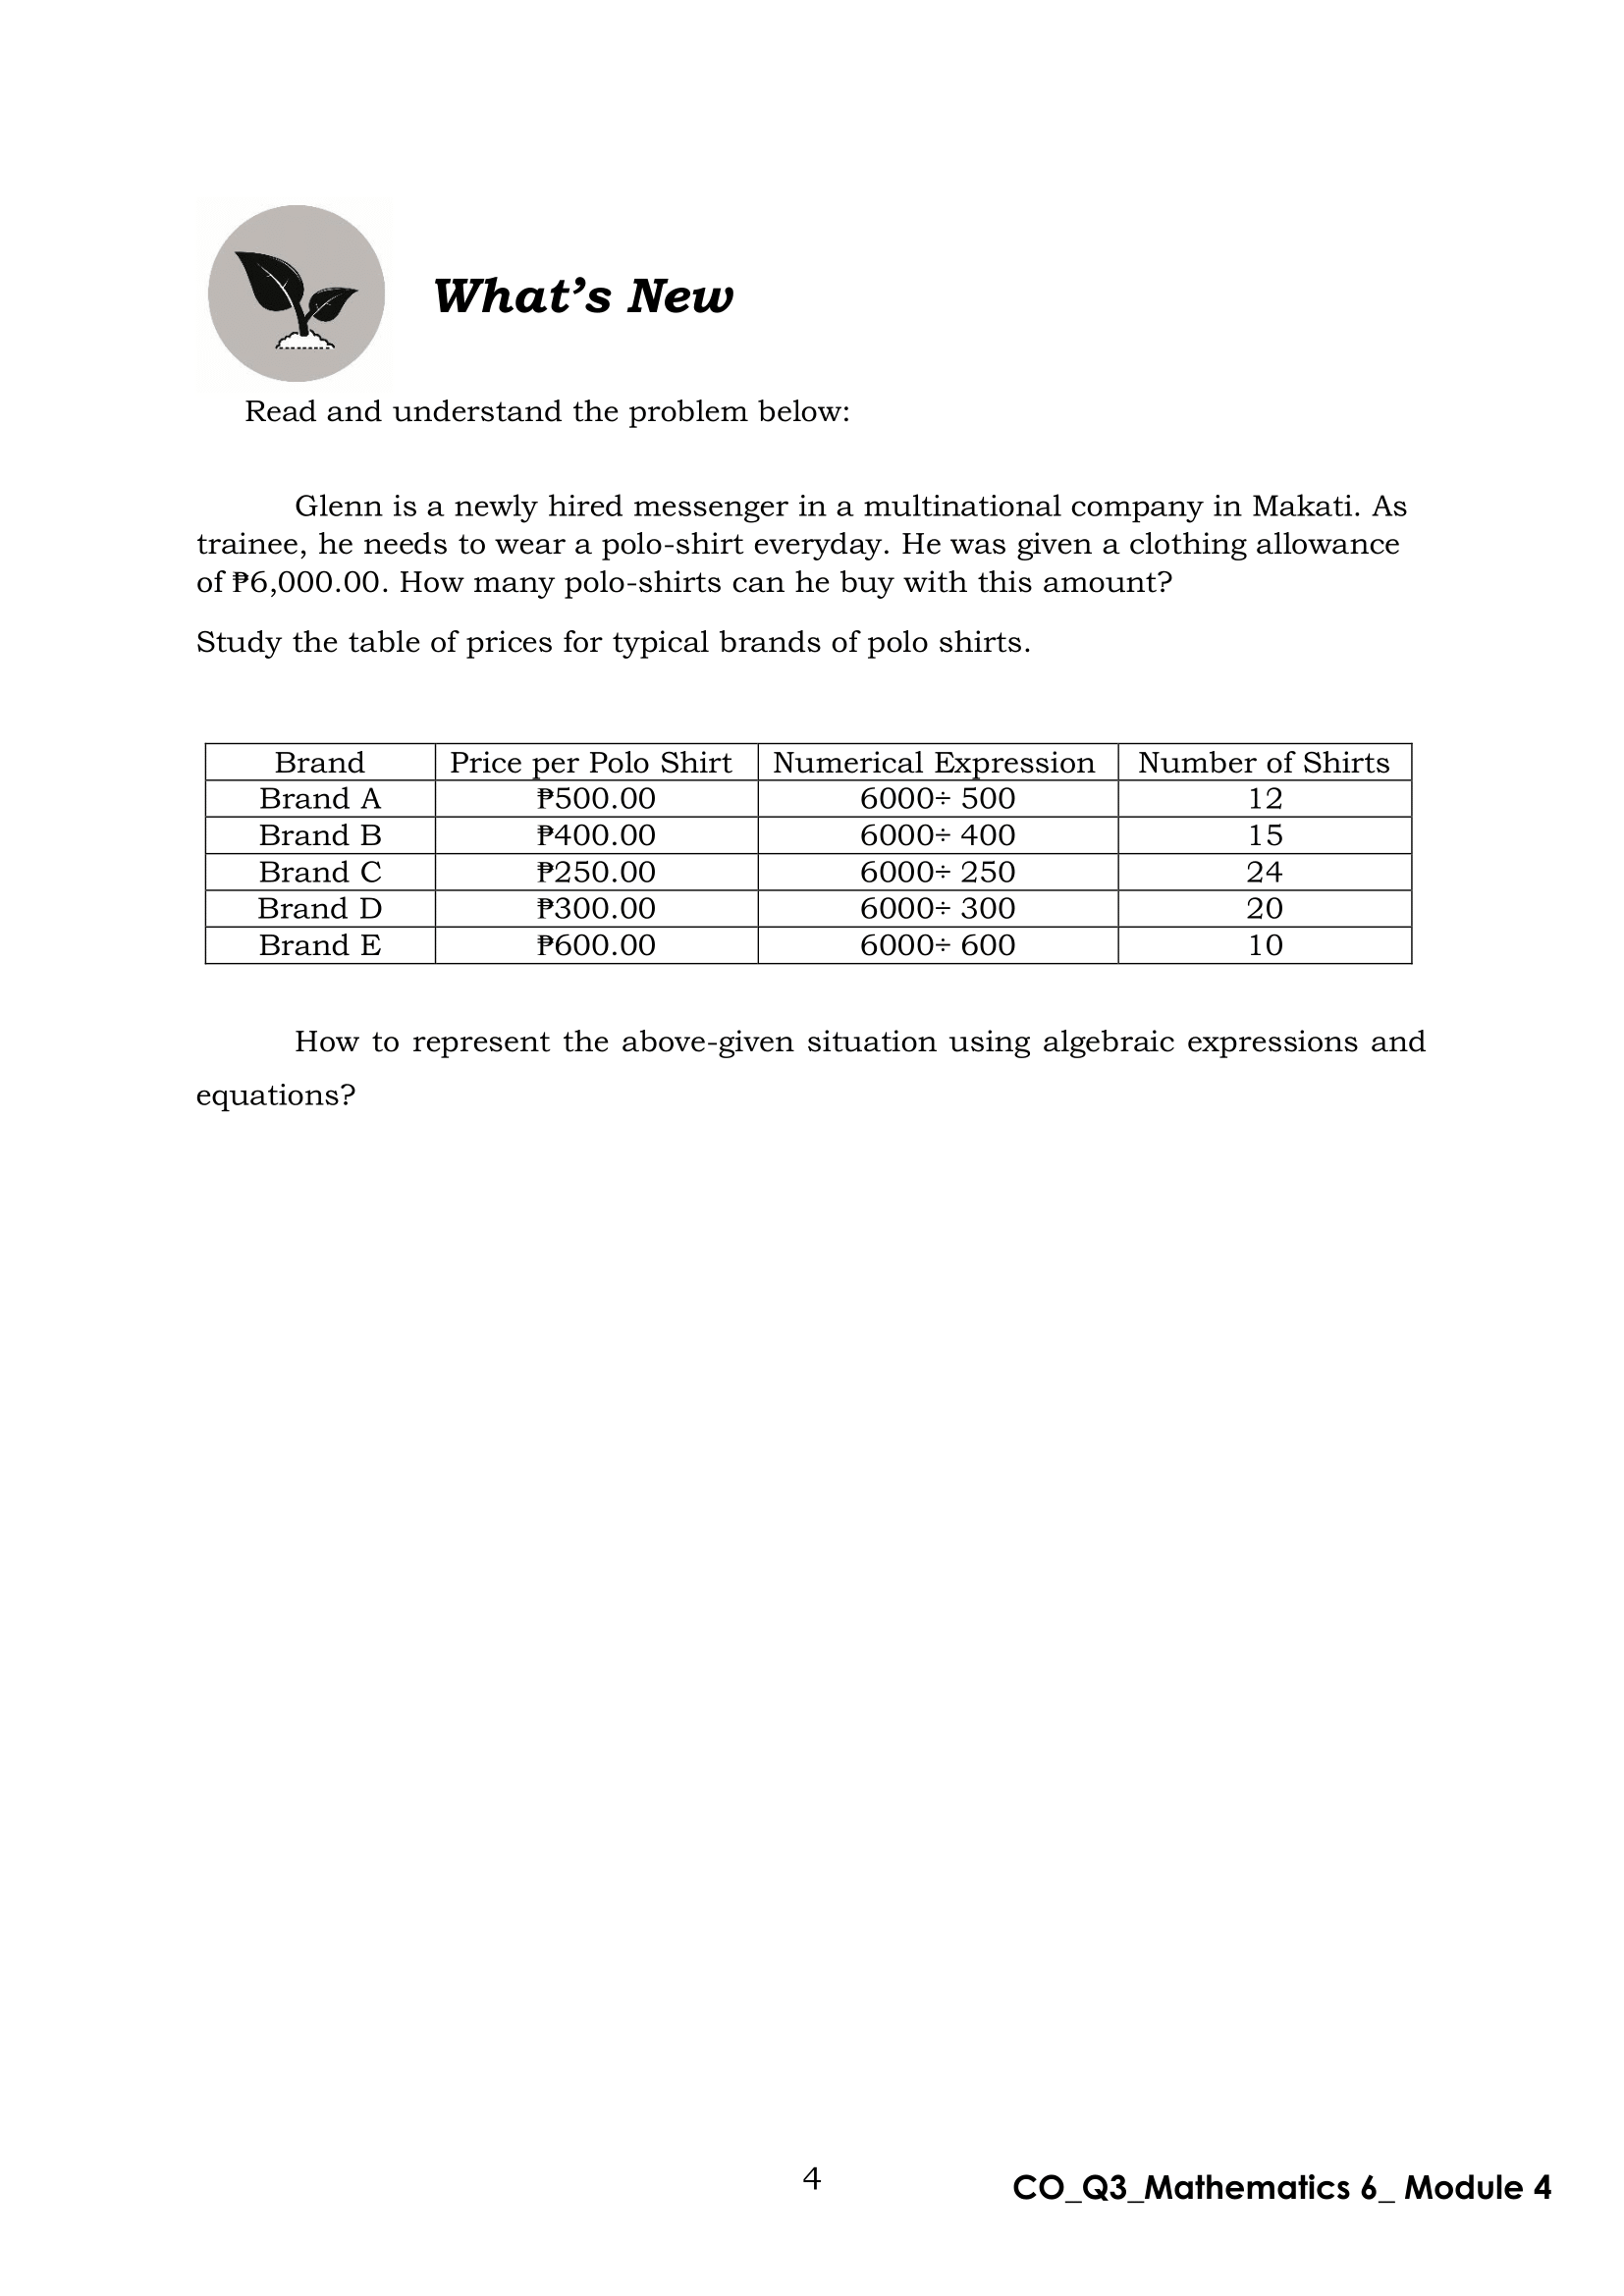 What's New
Read and understand the problem below:
Glenn is a newly hired messenger in a multinational company in Makati. As
trainee, he needs to wear a polo-shirt everyday. He was given a clothing allowance
of ₱6,000.00. How many polo-shirts can he buy with this amount?
Study the table of prices for typical brands of polo shirts.
Brand Price per Polo Shirt Numerical Expression Number of Shirts
Brand A ₱500.00 6000÷ 500 12
Brand B ₱400.00 6000÷ 400 15
Brand C ₱250.00 6000÷ 250 24
Brand D ₱300.00 6000÷ 300 20
Brand E ₱600.00 6000÷ 600 10
How to represent the above-given situation using algebraic expressions and
equations?
4
CO_Q3_Mathematics 6_ Module 4